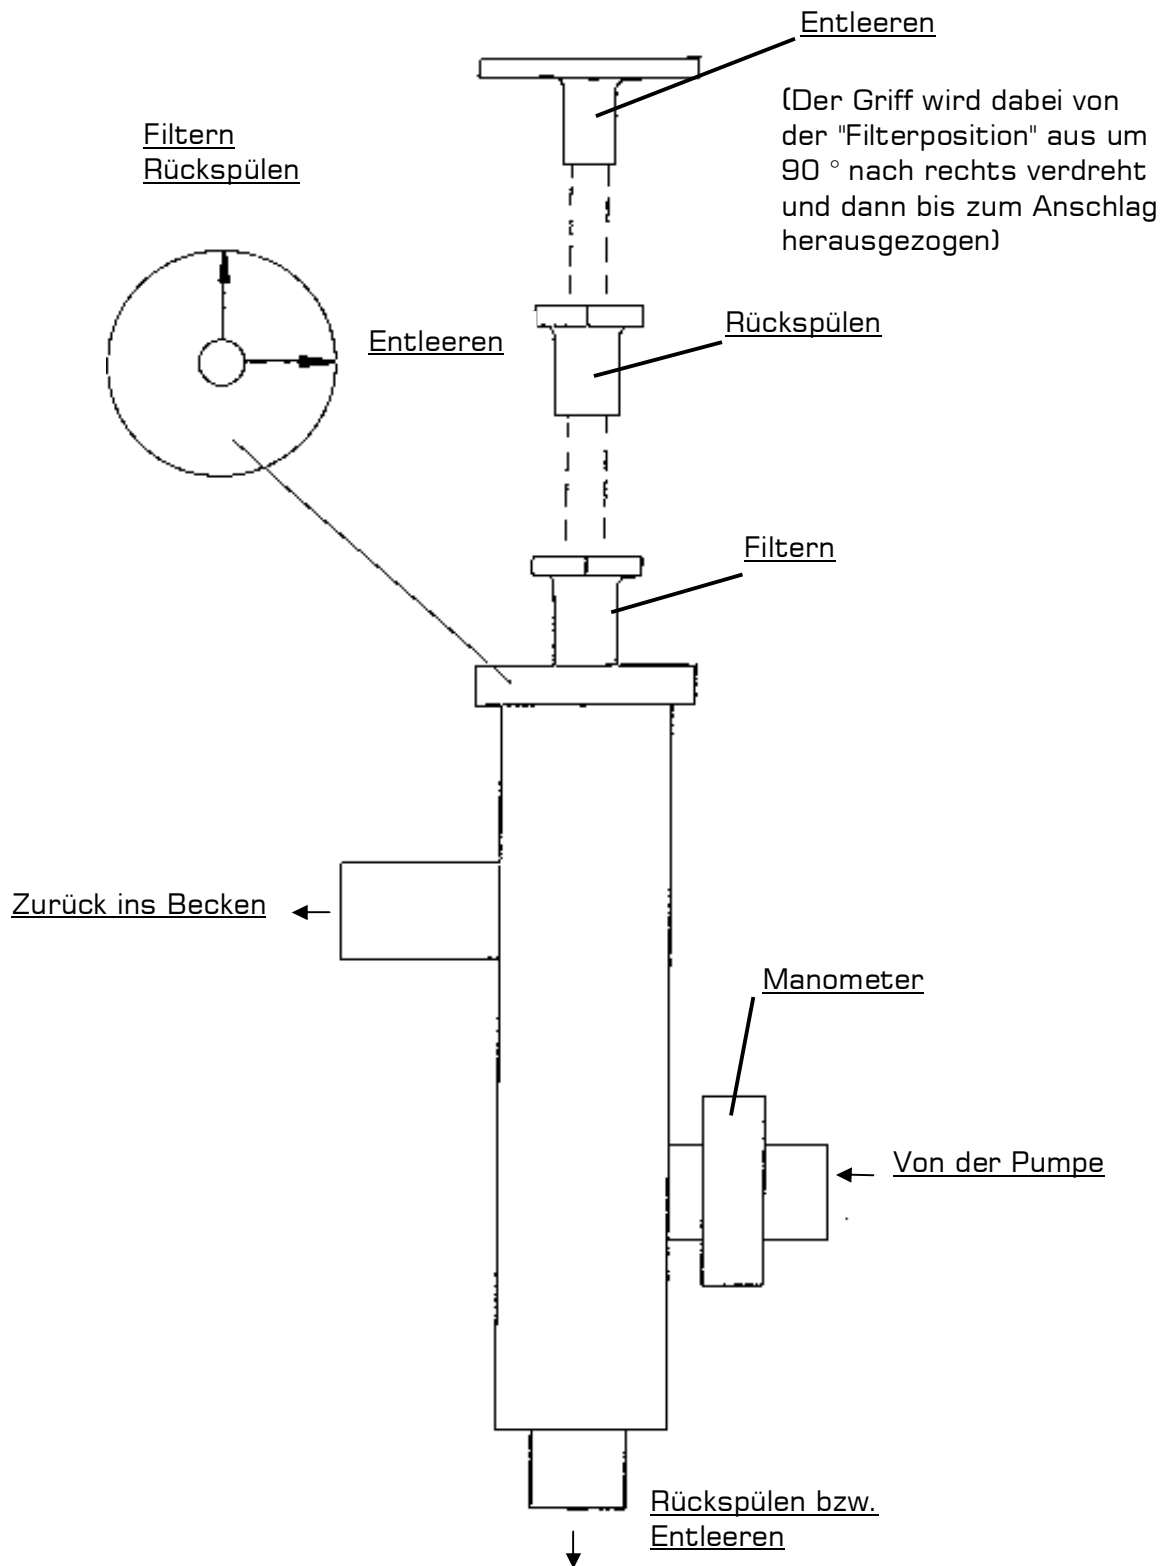 Entleeren
(Der Griff wird dabei von
der "Filterposition" aus um
90 ° nach rechts verdreht
und dann bis zum Anschlag
herausgezogen)
Filtern
Rückspülen
Entleeren
Rückspülen
Filtern
Zurück ins Becken
Manometer
Von der Pumpe
Rückspülen bzw.
Entleeren